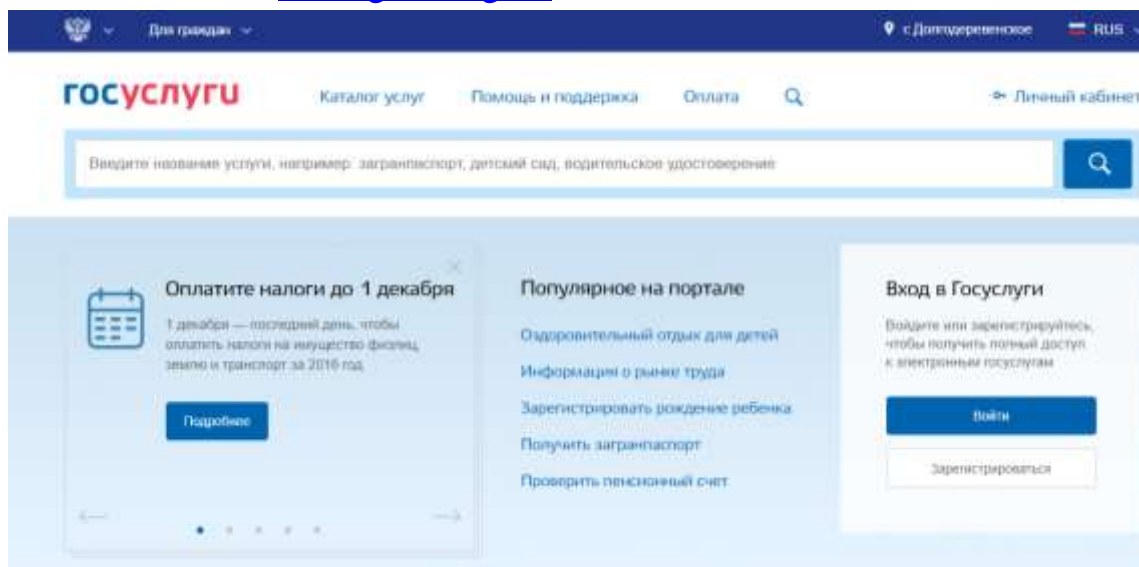 Для граждан
с Долгодеревенское
RUS
госуслуги
Каталог услуг
Помощь и поддержка
Оплата
Личный кабинет
Введите название услуги, например: загранпаспорт, детский сад, водительское удостоверение
Оплатите налоги до 1 декабря
1 декабря — последний день, чтобы
оплатить налоги на имущество физлиц,
землю и транспорт за 2016 год
Подробнее
Популярное на портале
Оздоровительный отдых для детей
Информация о рынке труда
Зарегистрировать рождение ребенка
Получить загранпаспорт
Проверить пенсионный счет
Вход в Госуслуги
Войдите или зарегистрируйтесь,
чтобы получить полный доступ
к электронным госуслугам
Войти
Зарегистрироваться